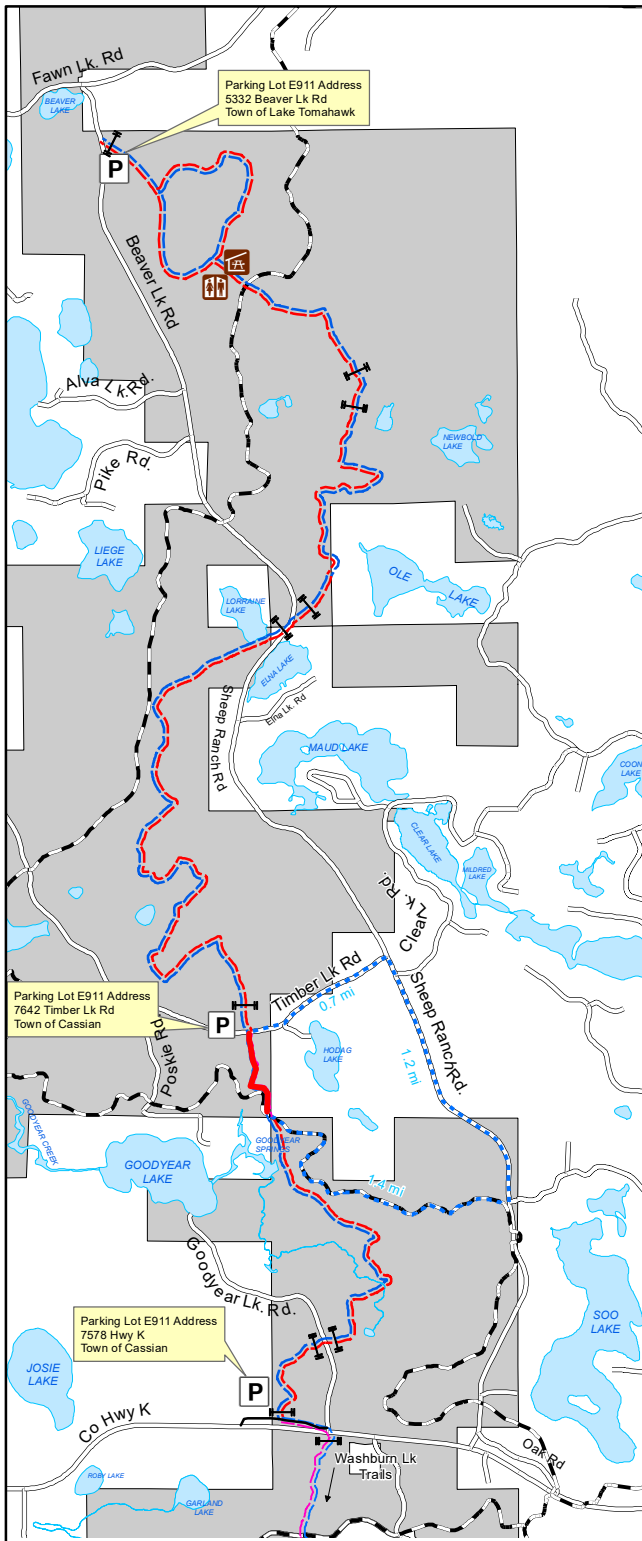 Fawn Lk. Rd
Parking Lot E911 Address
5332 Beaver Lk Rd
Town of Lake Tomahawk
BEAVER
LAKE
P
Beaver Lk Rd
Alva Lk.Rd.
Pike Rd.
NEWBOLD
LAKE
LIEGE
LAKE
OLE
LAKE
LORRAINE
LAKE
ELNA LAKE
Elna Lk. Rd
Sheep Ranch Rd
MAUD LAKE
COON
LAKE
CLEAR LAKE
MILDRED
LAKE
Clear Lk. Rd.
Parking Lot E911 Address
7642 Timber Lk Rd
Town of Cassian
P
Timber Lk Rd
0.7 mi
Sheep Ranch Rd.
1.2 mi
HODAG
LAKE
Poskie Rd
GOODYEAR CREEK
GOODYEAR
SPRINGS
GOODYEAR
LAKE
1.4 mi
Goodyear Lk. Rd.
SOO
LAKE
Parking Lot E911 Address
7578 Hwy K
Town of Cassian
JOSIE
LAKE
P
Co Hwy K
Oak Rd
Washburn Lk
Trails
ROBY LAKE
GARLAND
LAKE